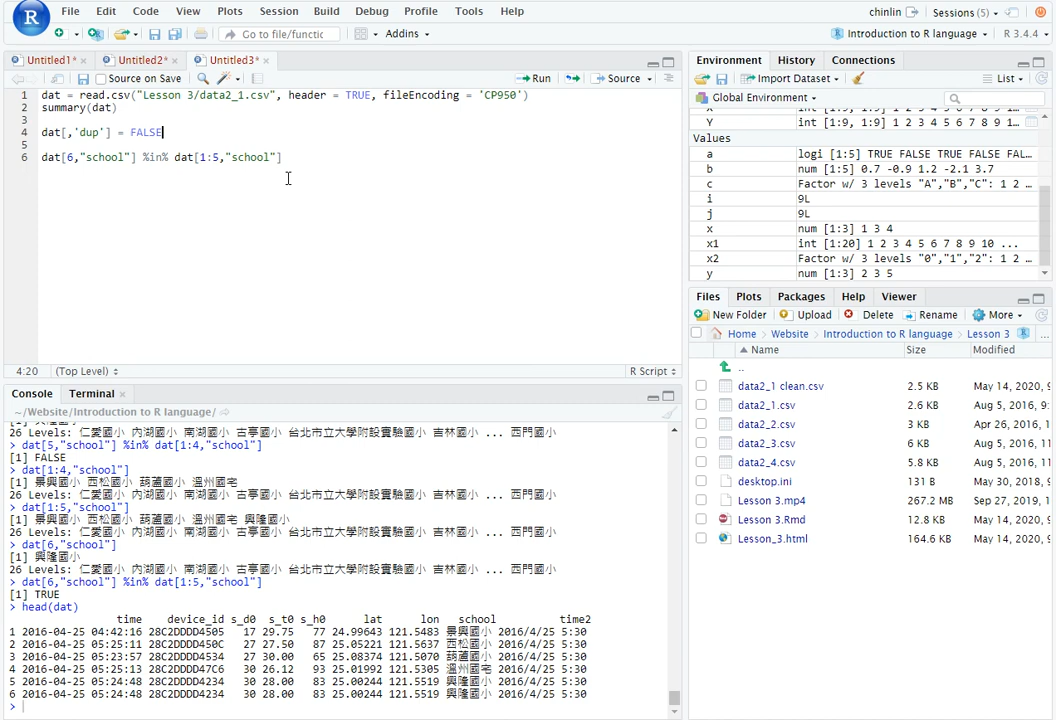 File Edit Code View Plots Session Build Debug Profile Tools Help
chinlin Sessions (5)
Go to file/functic Addins
Introduction to R language R 3.4.4
Untitled1* × Untitled2* × Untitled3* ×
Source on Save Run Source
1 dat = read.csv("Lesson 3/data2_1.csv", header = TRUE, fileEncoding = 'CP950')
2 summary(dat)
3
4 dat[,'dup'] = FALSE
5
6 dat[6,"school"] %in% dat[1:5,"school"]
4:20 (Top Level) R Script
Console Terminal ×
~/Website/Introduction to R language/
26 Levels: 仁愛國小 內湖國小 南湖國小 古亭國小 台北市立大學附設實驗國小 吉林國小 ... 西門國小
> dat[5,"school"] %in% dat[1:4,"school"]
[1] FALSE
> dat[1:4,"school"]
[1] 景興國小 西松國小 葫蘆國小 溫州國宅
26 Levels: 仁愛國小 內湖國小 南湖國小 古亭國小 台北市立大學附設實驗國小 吉林國小 ... 西門國小
> dat[1:5,"school"]
[1] 景興國小 西松國小 葫蘆國小 溫州國宅 興隆國小
26 Levels: 仁愛國小 內湖國小 南湖國小 古亭國小 台北市立大學附設實驗國小 吉林國小 ... 西門國小
> dat[6,"school"]
[1] 興隆國小
26 Levels: 仁愛國小 內湖國小 南湖國小 古亭國小 台北市立大學附設實驗國小 吉林國小 ... 西門國小
> dat[6,"school"] %in% dat[1:5,"school"]
[1] TRUE
> head(dat)
time device_id s_d0 s_t0 s_h0 lat lon school time2
1 2016-04-25 04:42:16 28C2DDDD4505 17 29.75 77 24.99643 121.5483 景興國小 2016/4/25 5:30
2 2016-04-25 05:25:11 28C2DDDD450C 27 27.50 87 25.05221 121.5637 西松國小 2016/4/25 5:30
3 2016-04-25 05:23:57 28C2DDDD4534 27 30.00 65 25.08374 121.5070 葫蘆國小 2016/4/25 5:30
4 2016-04-25 05:25:13 28C2DDDD47C6 30 26.12 93 25.01992 121.5305 溫州國宅 2016/4/25 5:30
5 2016-04-25 05:24:48 28C2DDDD4234 30 28.00 83 25.00244 121.5519 興隆國小 2016/4/25 5:30
6 2016-04-25 05:24:48 28C2DDDD4234 30 28.00 83 25.00244 121.5519 興隆國小 2016/4/25 5:30
>
Environment History Connections
Import Dataset List
Global Environment
Y int [1:9, 1:9] 1 2 3 4 5 6 7 8 9 1...
Values
a logi [1:5] TRUE FALSE TRUE FALSE FAL...
b num [1:5] 0.7 -0.9 1.2 -2.1 3.7
c Factor w/ 3 levels "A","B","C": 1 2 ...
i 9L
j 9L
x num [1:3] 1 3 4
x1 int [1:20] 1 2 3 4 5 6 7 8 9 10 ...
x2 Factor w/ 3 levels "0","1","2": 1 2 ...
y num [1:3] 2 3 5
Files Plots Packages Help Viewer
New Folder Upload Delete Rename More
Home > Website > Introduction to R language > Lesson 3 ...
Name Size Modified
..
data2_1 clean.csv 2.5 KB May 14, 2020, 9
data2_1.csv 2.6 KB Aug 5, 2016, 9:
data2_2.csv 3 KB Apr 26, 2016, 1
data2_3.csv 6 KB Aug 5, 2016, 11
data2_4.csv 5.8 KB Aug 5, 2016, 11
desktop.ini 131 B May 30, 2018, 9
Lesson 3.mp4 267.2 MB Sep 27, 2019, 1
Lesson 3.Rmd 12.8 KB May 14, 2020, 9
Lesson_3.html 164.6 KB May 14, 2020, 9